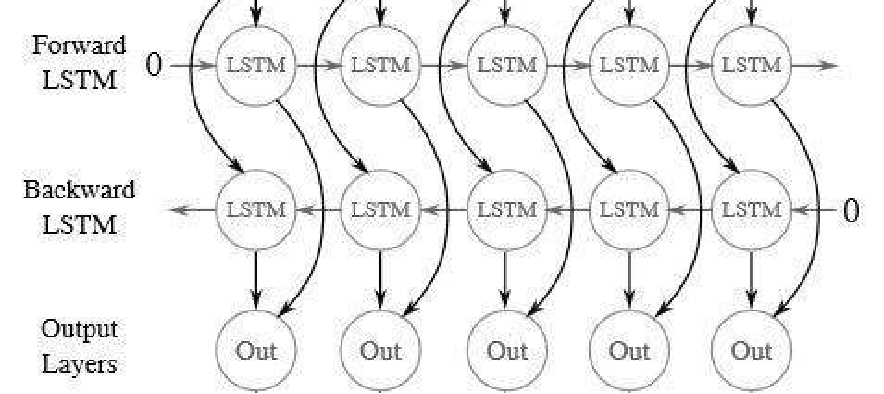 Forward
LSTM
0 LSTM LSTM LSTM LSTM LSTM
Backward
LSTM
LSTM LSTM LSTM LSTM LSTM 0
Output
Layers
Out Out Out Out Out